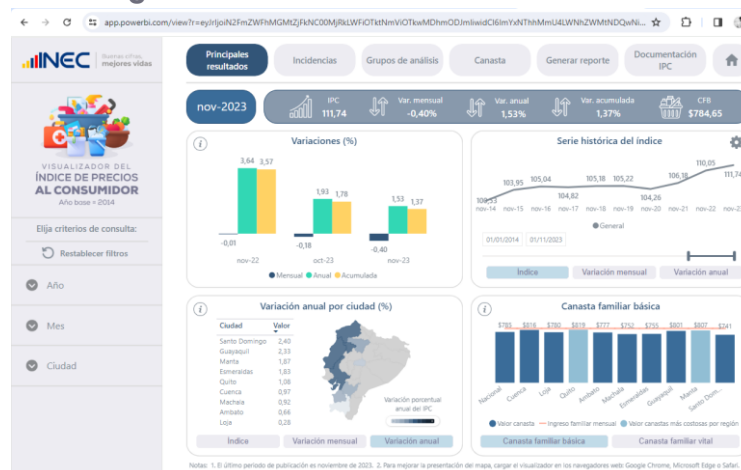 INEC Buenas cifras,
mejores vidas
Principales
resultados
Incidencias
Grupos de análisis
Canasta
Generar reporte
Documentación
IPC
nov-2023
IPC
111,74
Var. mensual
-0,40%
Var. anual
1,53%
Var. acumulada
1,37%
CFB
$784,65
VISUALIZADOR DEL
ÍNDICE DE PRECIOS
AL CONSUMIDOR
Año base = 2014
Elija criterios de consulta:
Restablecer filtros
Año
Mes
Ciudad
Variaciones (%)
3,64 3,57
1,93 1,78
1,53 1,37
-0,01
-0,18
-0,40
nov-22 oct-23 nov-23
Mensual Anual Acumulada
Serie histórica del índice
103,95 105,04 104,82 105,18 105,22 104,26 106,18 110,05 111,74
nov-14 nov-15 nov-16 nov-17 nov-18 nov-19 nov-20 nov-21 nov-22
General
01/01/2014 01/11/2023
Índice Variación mensual Variación anual
Variación anual por ciudad (%)
Ciudad Valor
Santo Domingo 2,40
Guayaquil 2,33
Manta 1,87
Esmeraldas 1,83
Quito 1,08
Cuenca 0,97
Machala 0,92
Ambato 0,66
Loja 0,28
Variación porcentual
anual del IPC
Índice Variación mensual Variación anual
Canasta familiar básica
$785 $818 $780 $819 $777 $752 $755 $801 $807 $741
Nacional Cuenca Loja Quito Ambato Machala Esmeraldas Guayaquil Manta Santo Dom...
Valor canasta Ingreso familiar mensual Valor canastas más costosas por región
Canasta familiar básica Canasta familiar vital
Notas: 1. El último periodo de publicación es noviembre de 2023. 2. Para mejorar la presentación del mapa, cargar el visualizador en los navegadores web: Google Chrome, Microsoft Edge o Safari.